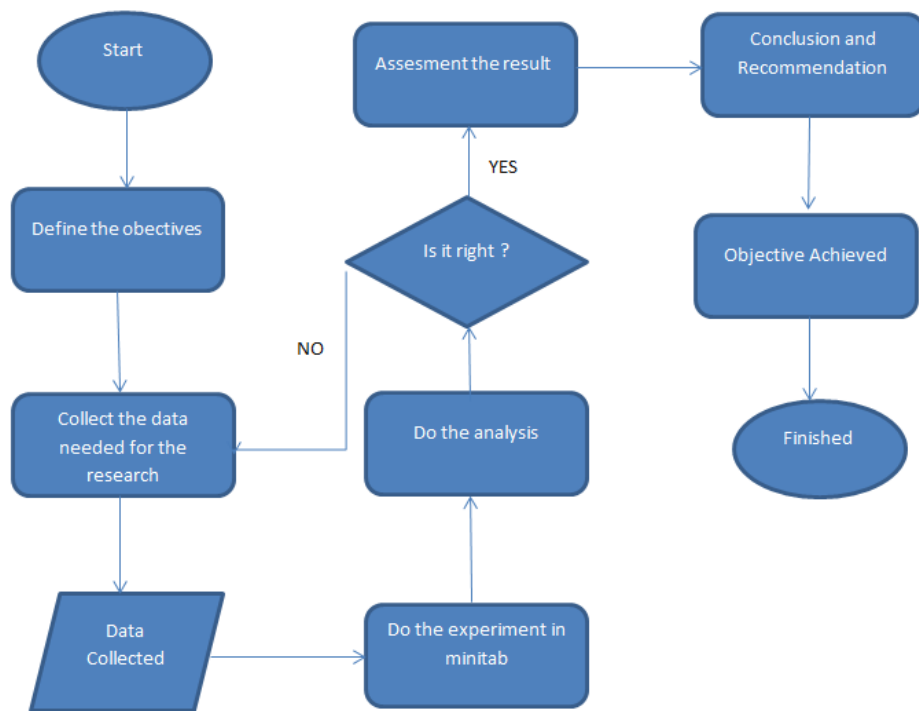 Start
Define the obectives
Collect the data
needed for the
research
Data
Collected
Do the experiment in
minitab
Do the analysis
Is it right ?
NO
YES
Assesment the result
Conclusion and
Recommendation
Objective Achieved
Finished